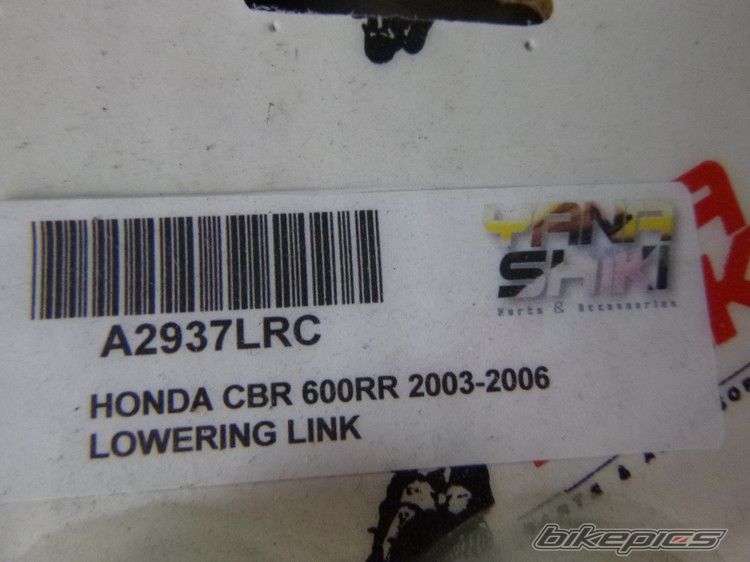 YANA
SHIKI
Parts & Accessories
A2937LRC
HONDA CBR 600RR 2003-2006
LOWERING LINK
bikepics